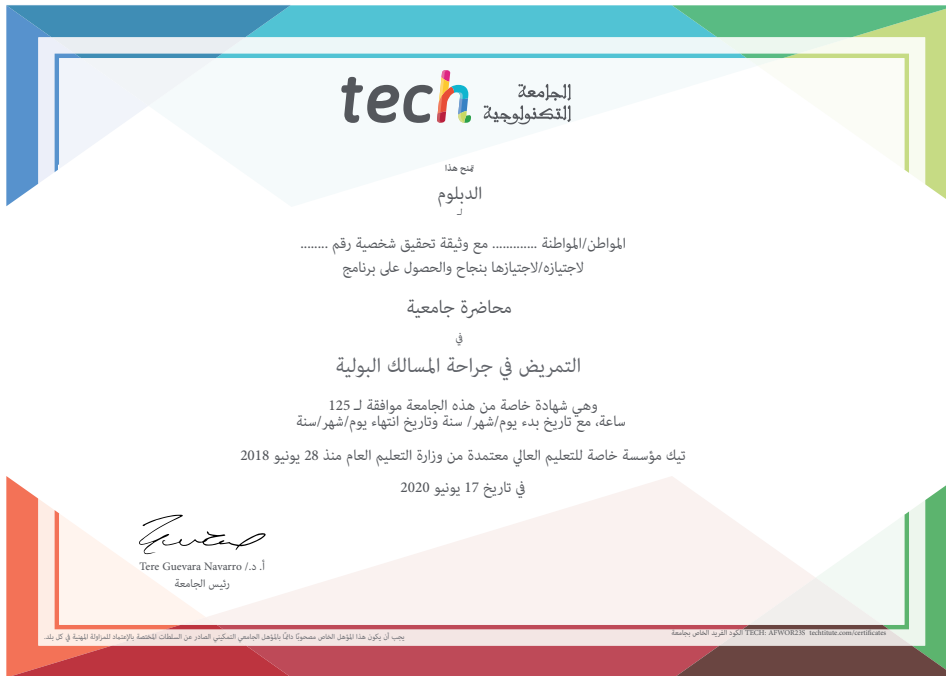 tech الجامعة
التكنولوجية
تمنح هذا
الدبلوم
لـ
المواطن/المواطنة ............. مع وثيقة تحقيق شخصية رقم ........
لاجتيازه/لاجتيازها بنجاح والحصول على برنامج
محاضرة جامعية
في
التمريض في جراحة المسالك البولية
وهي شهادة خاصة من هذه الجامعة موافقة لـ 125
ساعة، مع تاريخ بدء يوم/شهر/ سنة وتاريخ انتهاء يوم/شهر/سنة
تيك مؤسسة خاصة للتعليم العالي معتمدة من وزارة التعليم العام منذ 28 يونيو 2018
في تاريخ 17 يونيو 2020
أ. د./ Tere Guevara Navarro
رئيس الجامعة
يجب أن يكون هذا المؤهل الخاص مصحوبًا دائمًا بالمؤهل الجامعي التمكيني الصادر عن السلطات المختصة بالإعتماد للمزاولة المهنية في كل بلد.
الكود الفريد الخاص بجامعة TECH: AFWOR23S techtitute.com/certificates